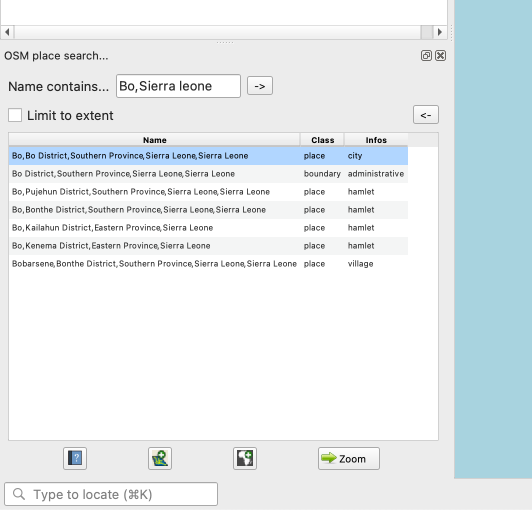 OSM place search...
Name contains... Bo,Sierra leone ->
Limit to extent <-
Name Class Infos
Bo,Bo District,Southern Province,Sierra Leone,Sierra Leone place city
Bo District,Southern Province,Sierra Leone,Sierra Leone boundary administrative
Bo,Pujehun District,Southern Province,Sierra Leone,Sierra Leone place hamlet
Bo,Bonthe District,Southern Province,Sierra Leone,Sierra Leone place hamlet
Bo,Kailahun District,Eastern Province,Sierra Leone place hamlet
Bo,Kenema District,Eastern Province,Sierra Leone place hamlet
Bobarsene,Bonthe District,Southern Province,Sierra Leone,Sierra Leone place village
? Zoom
Type to locate (⌘K)